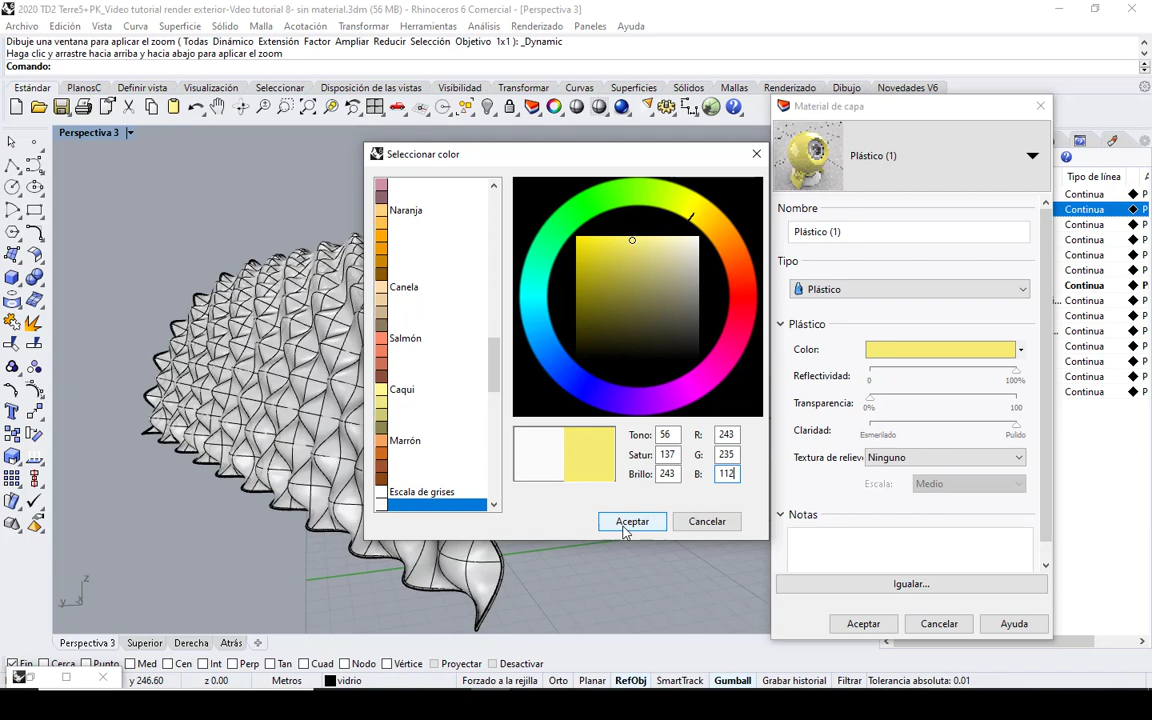 2020 TD2 Terre5+PK_Video tutorial render exterior-Vdeo tutorial 8- sin material.3dm (56 MB) - Rhinoceros 6 Comercial - [Perspectiva 3]
Archivo Edición Vista Curva Superficie Sólido Malla Acotación Transformar Herramientas Análisis Renderizado Paneles Ayuda
Dibuje una ventana para aplicar el zoom ( Todas Dinámico Extensión Factor Ampliar Reducir Selección Objetivo 1x1 ): _Dynamic
Haga clic y arrastre hacia arriba y hacia abajo para aplicar el zoom
Comando:
Estándar PlanosC Definir vista Visualización Seleccionar Disposición de las vistas Visibilidad Transformar Curvas Superficies Sólidos Mallas Renderizado Dibujo Novedades V6
Perspectiva 3
Seleccionar color
Naranja
Canela
Salmón
Caqui
Marrón
Escala de grises
Tono: 56 R: 243
Satur: 137 G: 235
Brillo: 243 B: 112
Aceptar Cancelar
Material de capa
Plástico (1)
Nombre
Plástico (1)
Tipo
Plástico
Plástico
Color:
Reflectividad:
0 100%
Transparencia:
0% 100
Claridad:
Esmerilado Pulido
Textura de relieve Ninguno
Escala: Medio
Notas
Igualar...
Aceptar Cancelar Ayuda
Tipo de línea
Continua P
Continua P
Continua P
Continua P
Continua P
Continua P
Continua P
Continua P
Continua P
Continua P
Continua P
Continua P
Continua P
Continua P
z
y x
Perspectiva 3 Superior Derecha Atrás
Fin Cerca Punto Med Cen Int Perp Tan Cuad Nodo Vértice Proyectar Desactivar
y 246.60 z 0.00 Metros vidrio Forzado a la rejilla Orto Planar RefObj SmartTrack Gumball Grabar historial Filtrar Tolerancia absoluta: 0.01